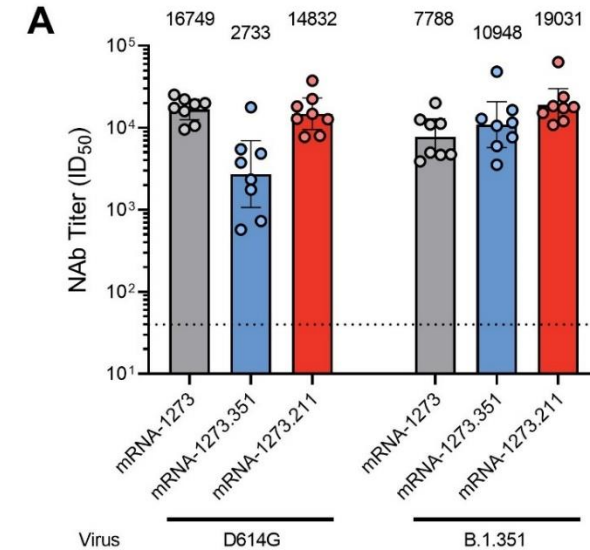 A
16749 2733 14832 7788 10948 19031
NAb Titer (ID50)
10⁵
10⁴
10³
10²
10¹
mRNA-1273 mRNA-1273.351 mRNA-1273.211 mRNA-1273 mRNA-1273.351 mRNA-1273.211
Virus D614G B.1.351